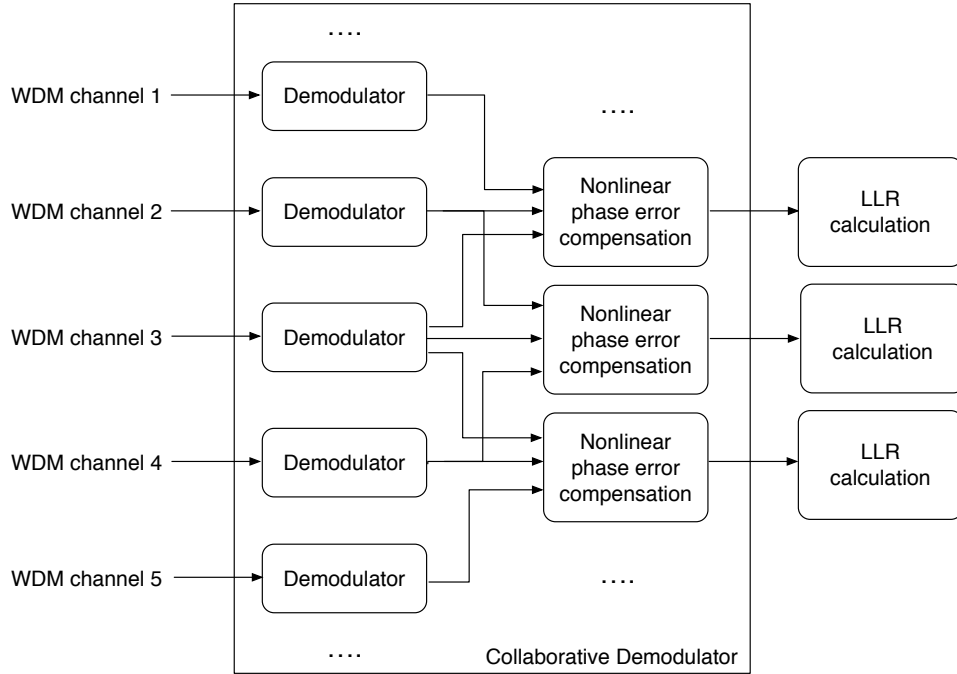 ....
WDM channel 1
Demodulator
....
WDM channel 2
Demodulator
Nonlinear
phase error
compensation
LLR
calculation
WDM channel 3
Demodulator
Nonlinear
phase error
compensation
LLR
calculation
WDM channel 4
Demodulator
Nonlinear
phase error
compensation
LLR
calculation
WDM channel 5
Demodulator
....
....
Collaborative Demodulator